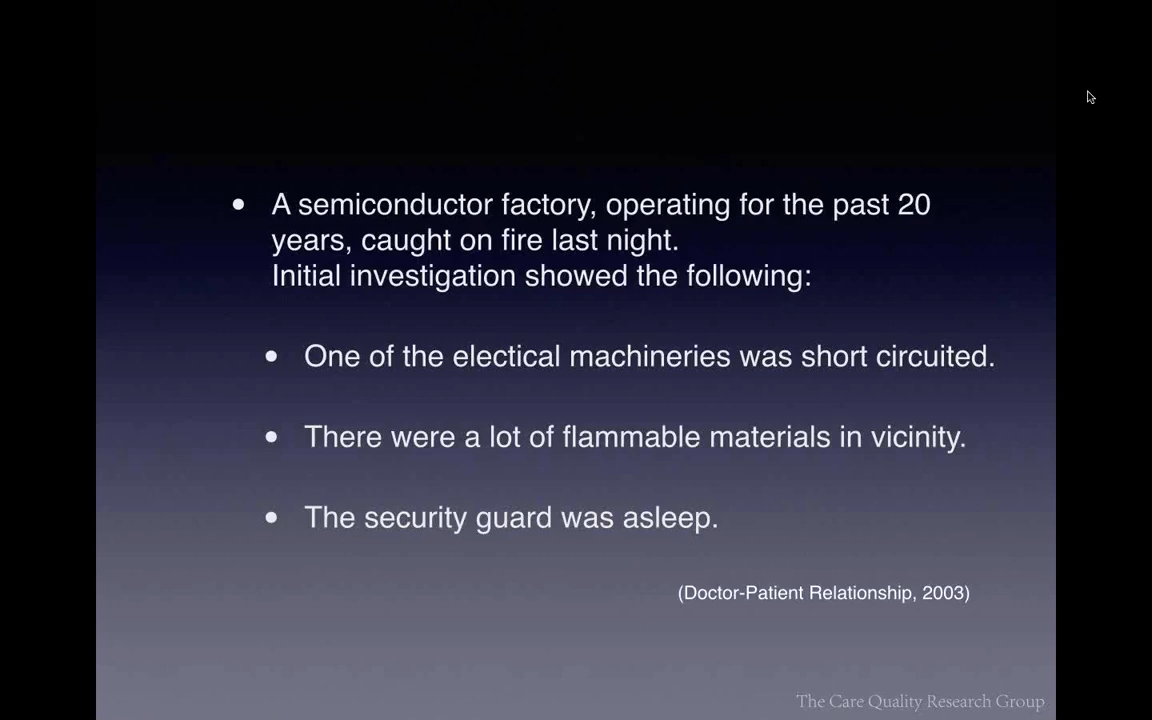 • A semiconductor factory, operating for the past 20
years, caught on fire last night.
Initial investigation showed the following:
• One of the electical machineries was short circuited.
• There were a lot of flammable materials in vicinity.
• The security guard was asleep.
(Doctor-Patient Relationship, 2003)
The Care Quality Research Group